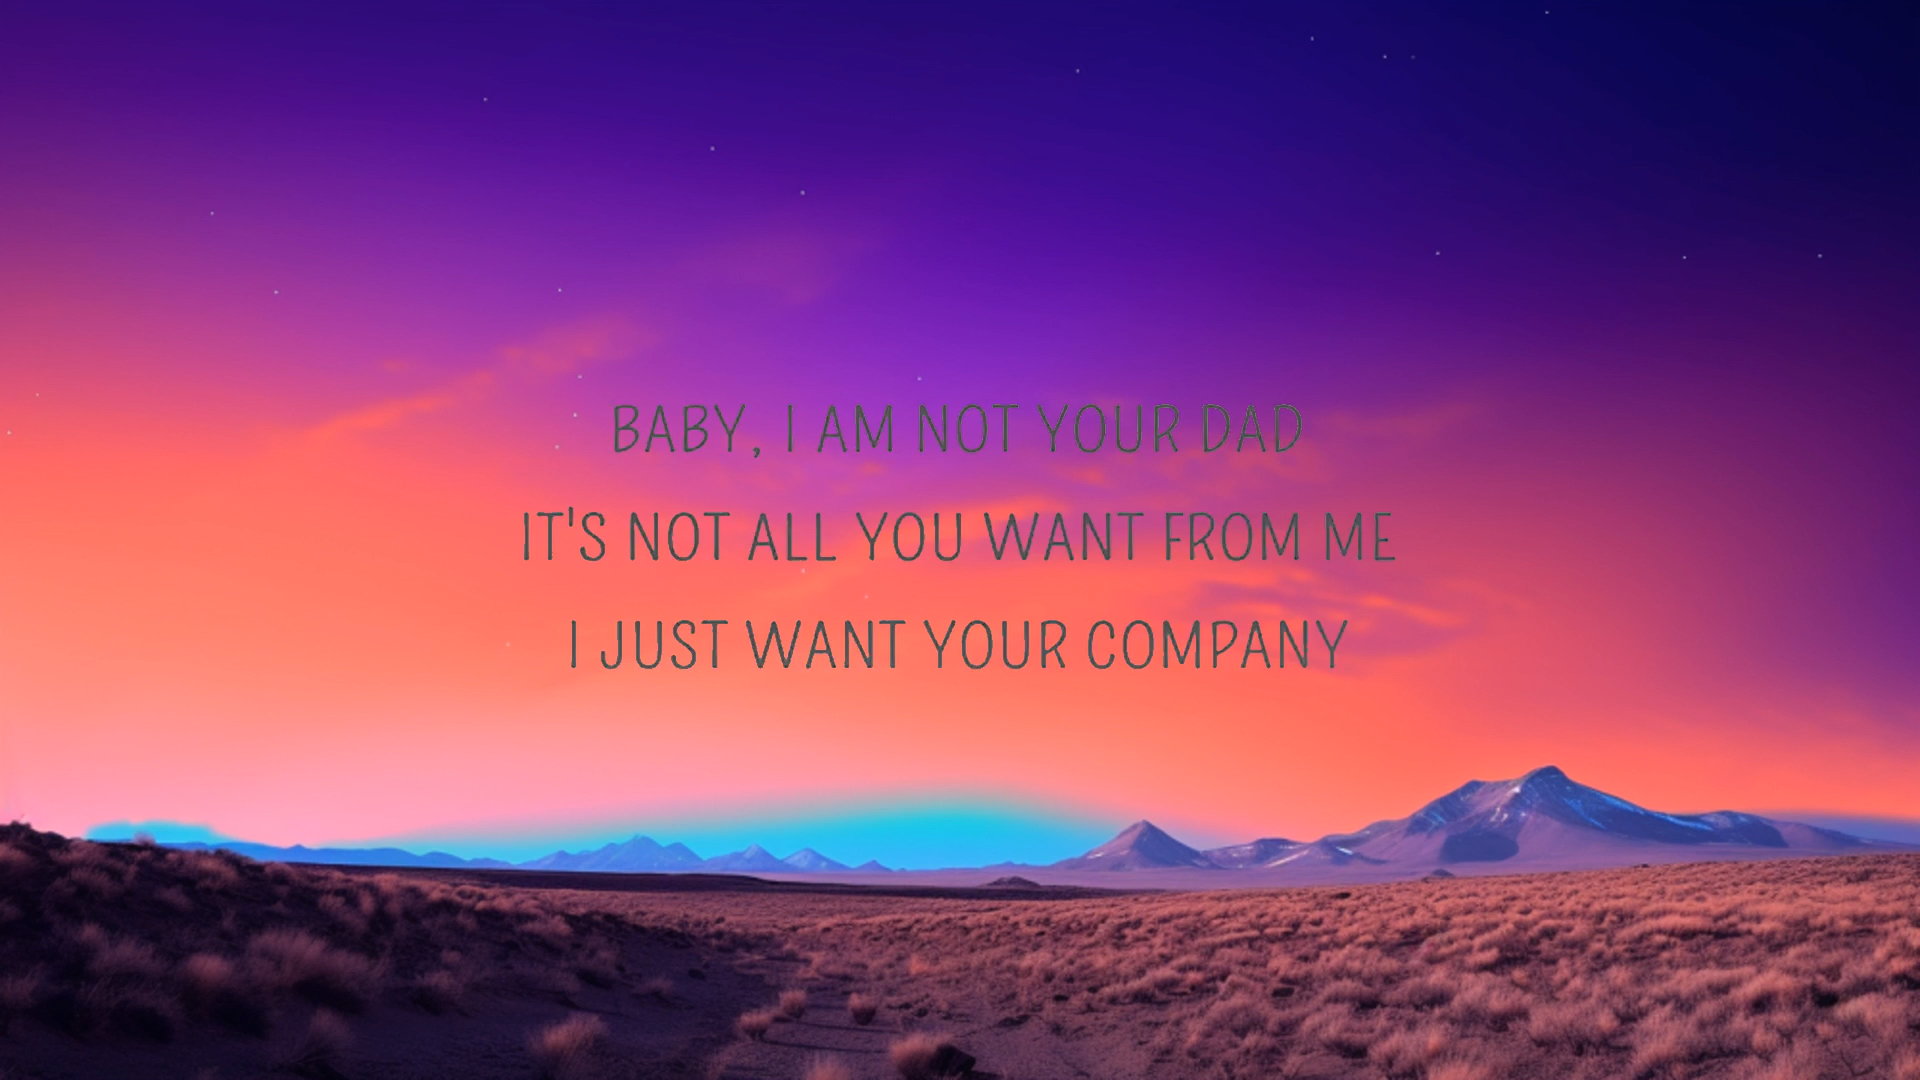 BABY, I AM NOT YOUR DAD
IT'S NOT ALL YOU WANT FROM ME
I JUST WANT YOUR COMPANY